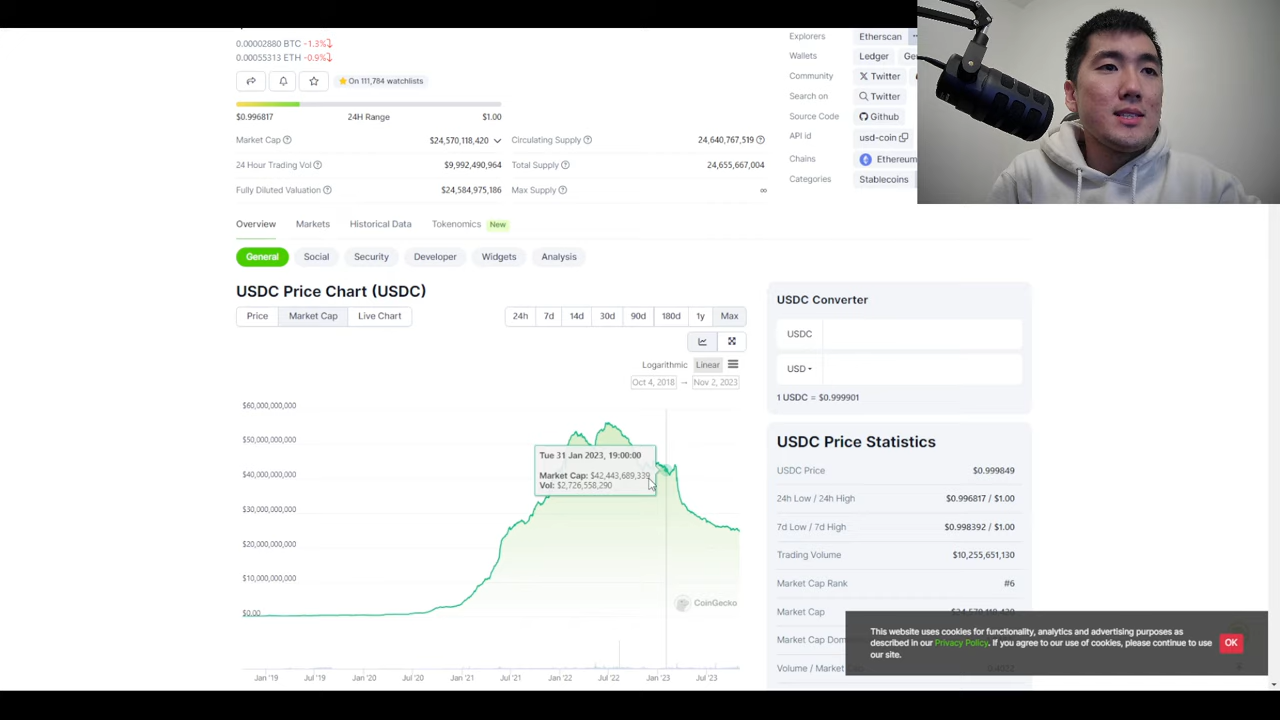 0.00002880 BTC -1.3%
0.00055313 ETH -0.9%
On 111,784 watchlists
$0.996817 24H Range $1.00
Market Cap $24,570,118,420
Circulating Supply 24,640,767,519
24 Hour Trading Vol $9,992,490,964
Total Supply 24,655,667,004
Fully Diluted Valuation $24,584,975,186
Max Supply ∞
Explorers Etherscan
Wallets Ledger
Community X Twitter
Search on Twitter
Source Code Github
API id usd-coin
Chains Ethereum
Categories Stablecoins
Overview Markets Historical Data Tokenomics New
General Social Security Developer Widgets Analysis
USDC Price Chart (USDC)
Price Market Cap Live Chart
24h 7d 14d 30d 90d 180d 1y Max
Logarithmic Linear
Oct 4, 2018 → Nov 2, 2023
$60,000,000,000
$50,000,000,000
$40,000,000,000
$30,000,000,000
$20,000,000,000
$10,000,000,000
$0.00
Tue 31 Jan 2023, 19:00:00
Market Cap: $42,443,689,339
Vol: $2,726,558,290
CoinGecko
Jan '19 Jul '19 Jan '20 Jul '20 Jan '21 Jul '21 Jan '22 Jul '22 Jan '23 Jul '23
USDC Converter
USDC
USD
1 USDC = $0.999901
USDC Price Statistics
USDC Price $0.999849
24h Low / 24h High $0.996817 / $1.00
7d Low / 7d High $0.998392 / $1.00
Trading Volume $10,255,651,130
Market Cap Rank #6
Market Cap
Market Cap Dom
Volume / Market
This website uses cookies for functionality, analytics and advertising purposes as
described in our Privacy Policy. If you agree to our use of cookies, please continue to use
our site.
OK